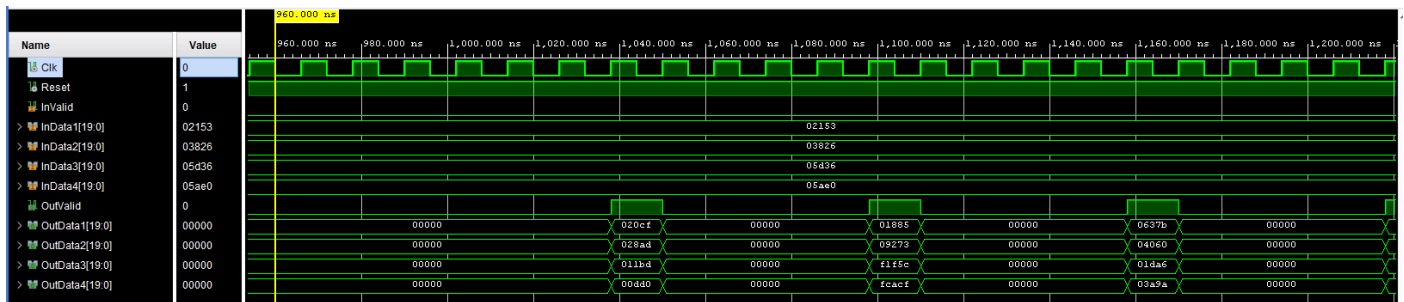 960.000 ns
Name Value
960.000 ns 980.000 ns 1,000.000 ns 1,020.000 ns 1,040.000 ns 1,060.000 ns 1,080.000 ns 1,100.000 ns 1,120.000 ns 1,140.000 ns 1,160.000 ns 1,180.000 ns 1,200.000 ns
Clk 0
Reset 1
InValid 0
InData1[19:0] 02153 02153
InData2[19:0] 03826 03826
InData3[19:0] 05d36 05d36
InData4[19:0] 05ae0 05ae0
OutValid 0
OutData1[19:0] 00000 00000 020cf 00000 01885 00000 0637b 00000
OutData2[19:0] 00000 00000 028ad 00000 09273 00000 04060 00000
OutData3[19:0] 00000 00000 011bd 00000 f1f5c 00000 01da6 00000
OutData4[19:0] 00000 00000 00dd0 00000 fcacf 00000 03a9a 00000